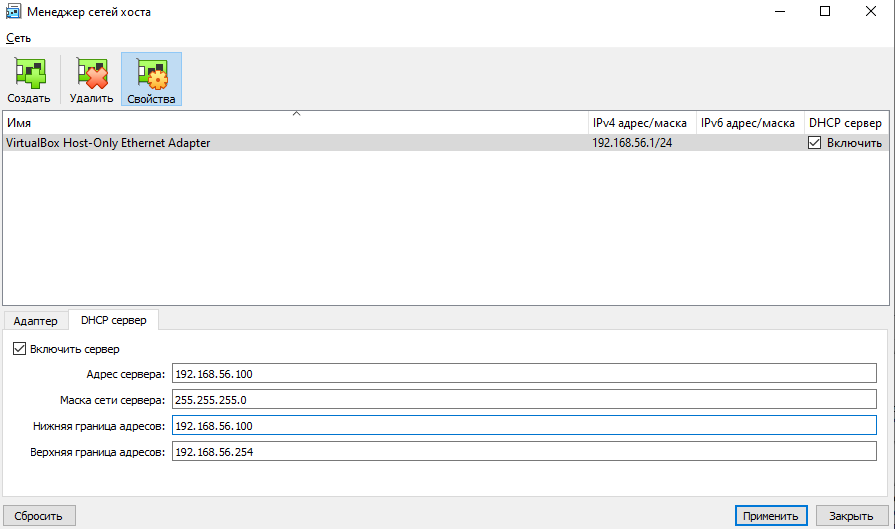 Менеджер сетей хоста
Сеть
Создать Удалить Свойства
Имя IPv4 адрес/маска IPv6 адрес/маска DHCP сервер
VirtualBox Host-Only Ethernet Adapter 192.168.56.1/24 Включить
Адаптер DHCP сервер
Включить сервер
Адрес сервера: 192.168.56.100
Маска сети сервера: 255.255.255.0
Нижняя граница адресов: 192.168.56.100
Верхняя граница адресов: 192.168.56.254
Сбросить Применить Закрыть